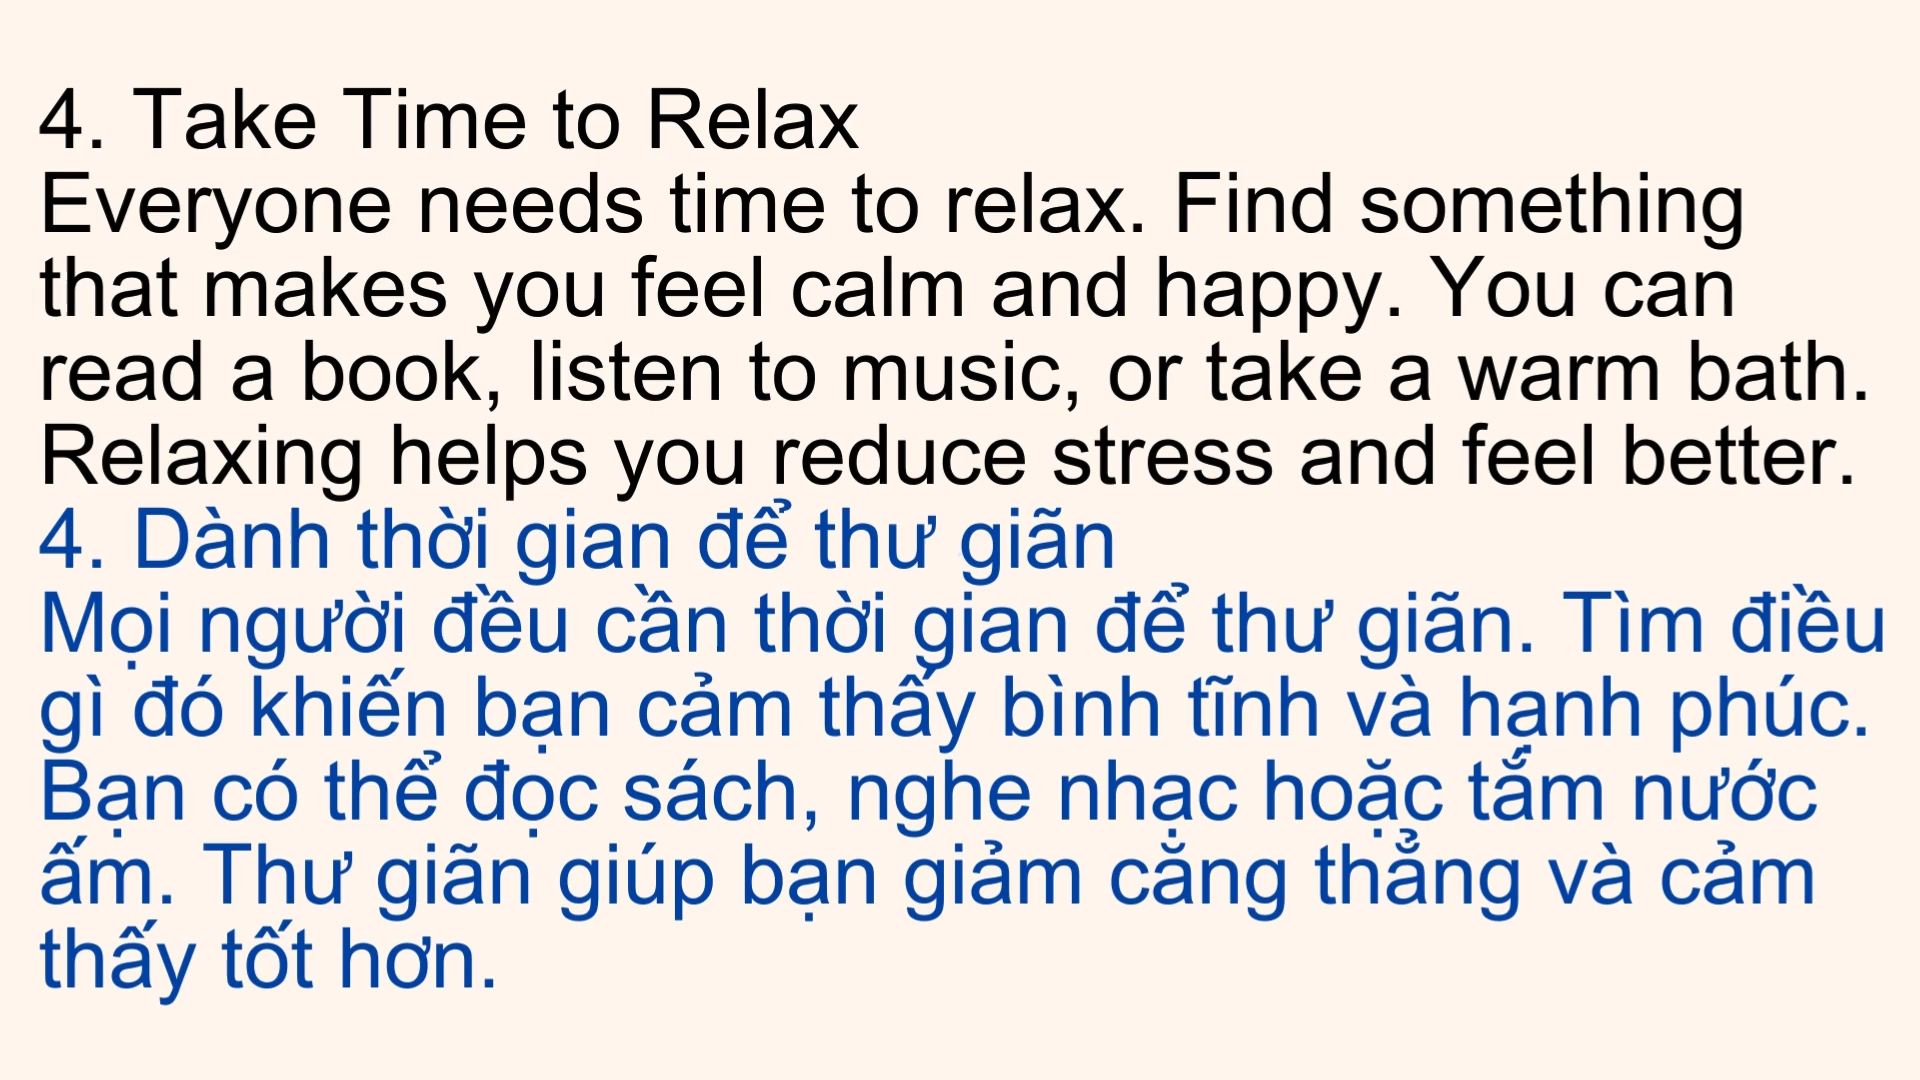 4. Take Time to Relax
Everyone needs time to relax. Find something
that makes you feel calm and happy. You can
read a book, listen to music, or take a warm bath.
Relaxing helps you reduce stress and feel better.
4. Dành thời gian để thư giãn
Mọi người đều cần thời gian để thư giãn. Tìm điều
gì đó khiến bạn cảm thấy bình tĩnh và hạnh phúc.
Bạn có thể đọc sách, nghe nhạc hoặc tắm nước
ấm. Thư giãn giúp bạn giảm căng thẳng và cảm
thấy tốt hơn.